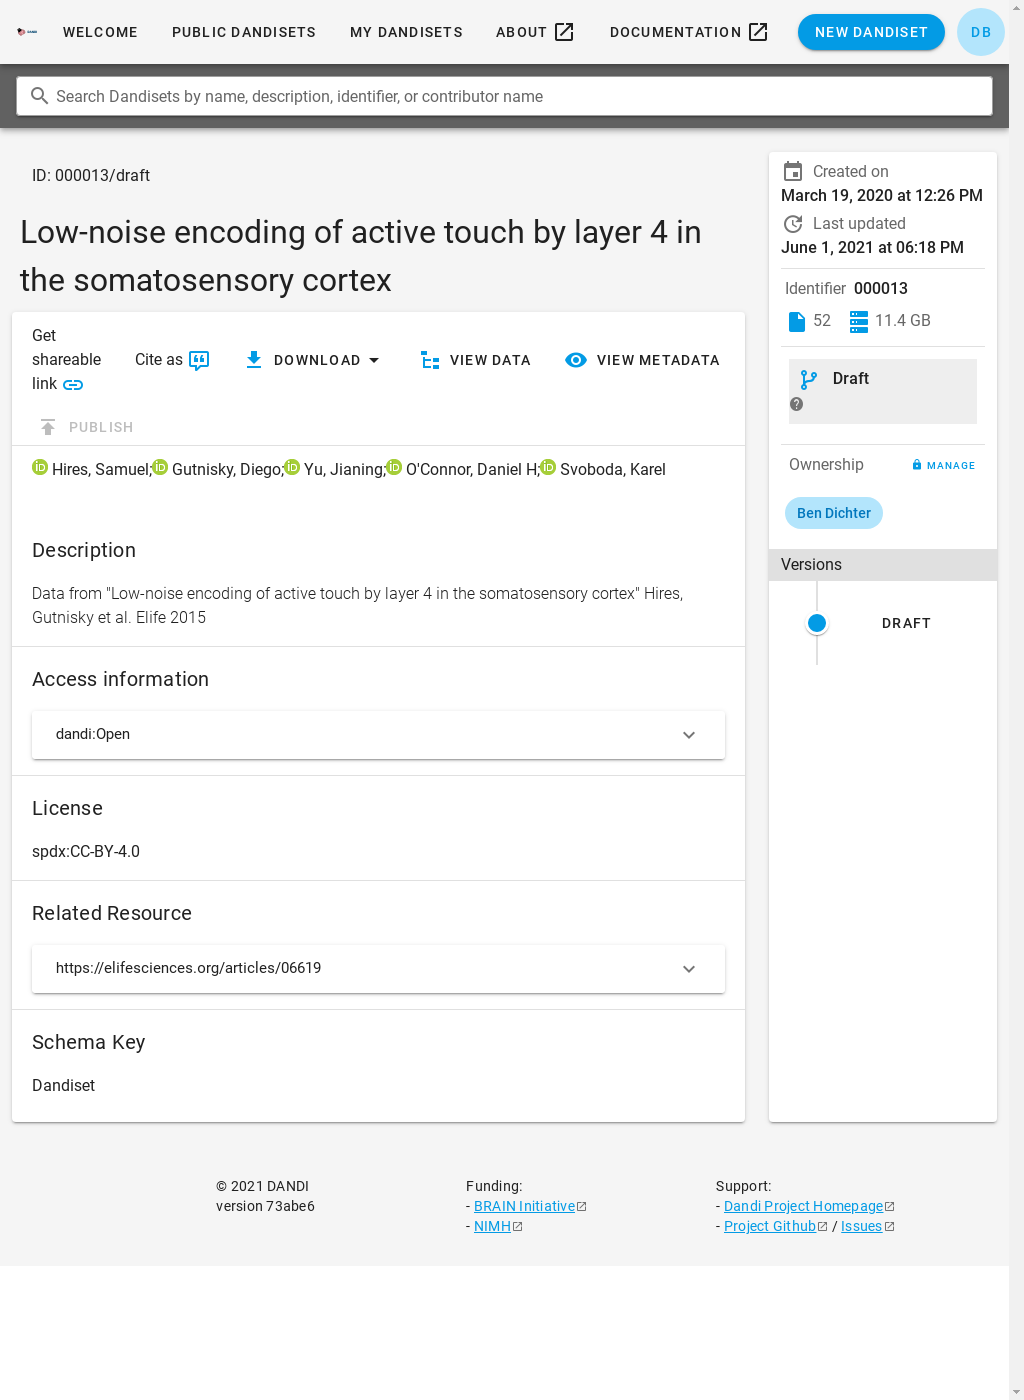 WELCOME PUBLIC DANDISETS MY DANDISETS ABOUT DOCUMENTATION NEW DANDISET DB
Search Dandisets by name, description, identifier, or contributor name
ID: 000013/draft
Low-noise encoding of active touch by layer 4 in
the somatosensory cortex
Get
shareable
link
Cite as
DOWNLOAD
VIEW DATA
VIEW METADATA
PUBLISH
Hires, Samuel; Gutnisky, Diego; Yu, Jianing; O'Connor, Daniel H; Svoboda, Karel
Description
Data from "Low-noise encoding of active touch by layer 4 in the somatosensory cortex" Hires,
Gutnisky et al. Elife 2015
Access information
dandi:Open
License
spdx:CC-BY-4.0
Related Resource
https://elifesciences.org/articles/06619
Schema Key
Dandiset
Created on
March 19, 2020 at 12:26 PM
Last updated
June 1, 2021 at 06:18 PM
Identifier 000013
52 11.4 GB
Draft
Ownership MANAGE
Ben Dichter
Versions
DRAFT
© 2021 DANDI
version 73abe6
Funding:
- BRAIN Initiative
- NIMH
Support:
- Dandi Project Homepage
- Project Github / Issues